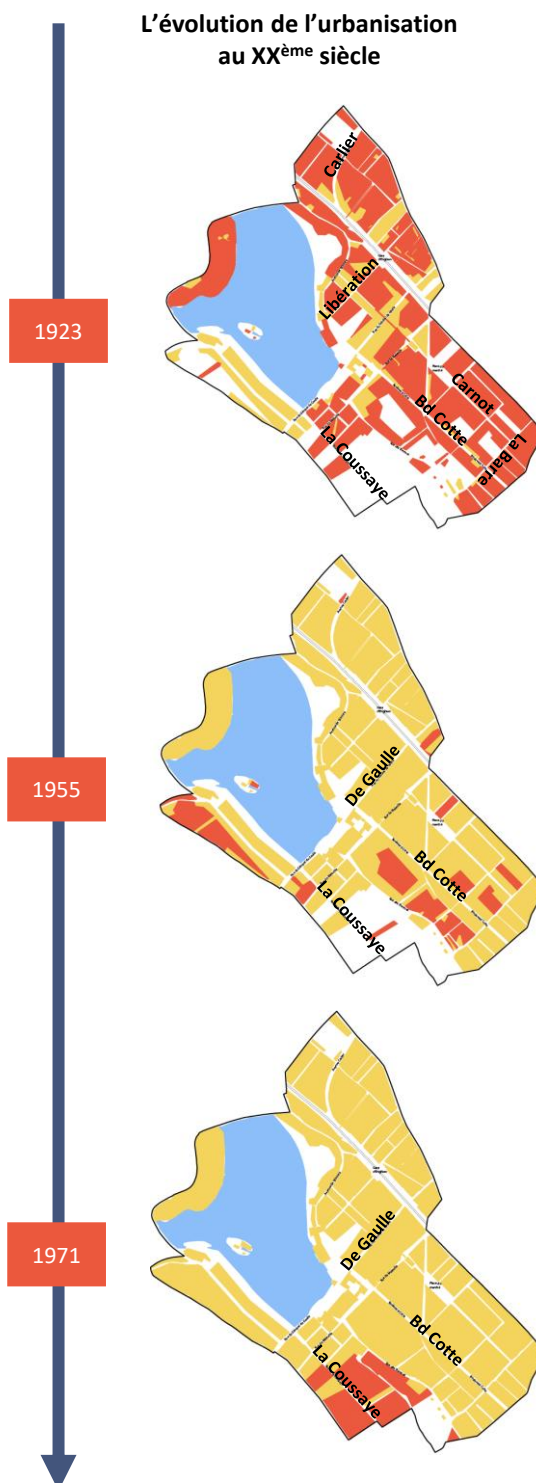 L’évolution de l’urbanisation
au XXème siècle
Carlier
Libération
1923
Carnot
Bd Cotte
La Barre
La Coussaye
De Gaulle
1955
Bd Cotte
La Coussaye
De Gaulle
1971
Bd Cotte
La Coussaye